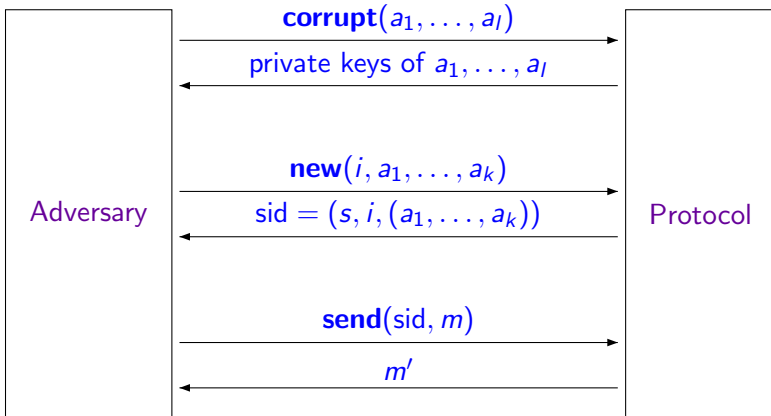 corrupt(a₁, . . . , aₗ)
private keys of a₁, . . . , aₗ
new(i, a₁, . . . , aₖ)
Adversary
sid = (s, i, (a₁, . . . , aₖ))
Protocol
send(sid, m)
m′